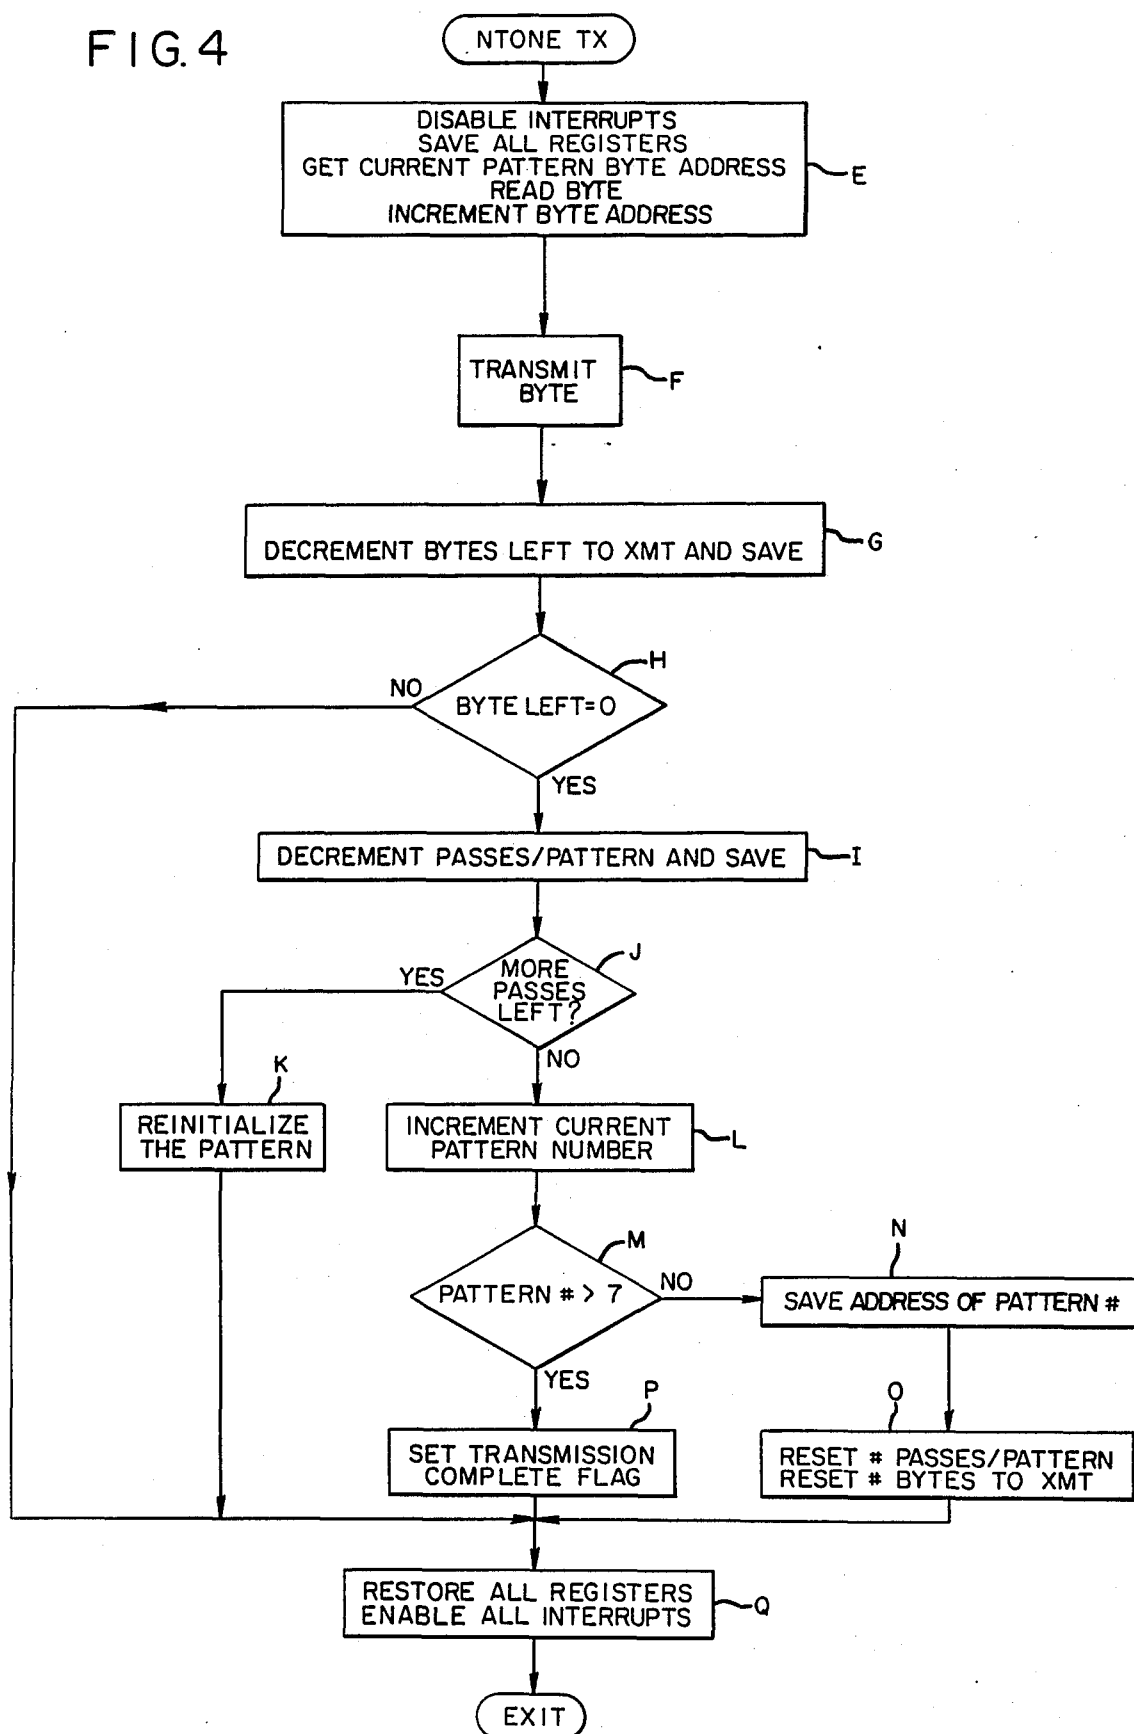 FIG. 4
NTONE TX
DISABLE INTERRUPTS
SAVE ALL REGISTERS
GET CURRENT PATTERN BYTE ADDRESS
READ BYTE
INCREMENT BYTE ADDRESS
E
TRANSMIT
BYTE
F
DECREMENT BYTES LEFT TO XMT AND SAVE
G
H
NO
BYTE LEFT=0
YES
DECREMENT PASSES/PATTERN AND SAVE
I
J
YES
MORE
PASSES
LEFT?
NO
K
REINITIALIZE
THE PATTERN
INCREMENT CURRENT
PATTERN NUMBER
L
M
PATTERN # > 7
NO
N
SAVE ADDRESS OF PATTERN #
YES
P
SET TRANSMISSION
COMPLETE FLAG
O
RESET # PASSES/PATTERN
RESET # BYTES TO XMT
RESTORE ALL REGISTERS
ENABLE ALL INTERRUPTS
Q
EXIT